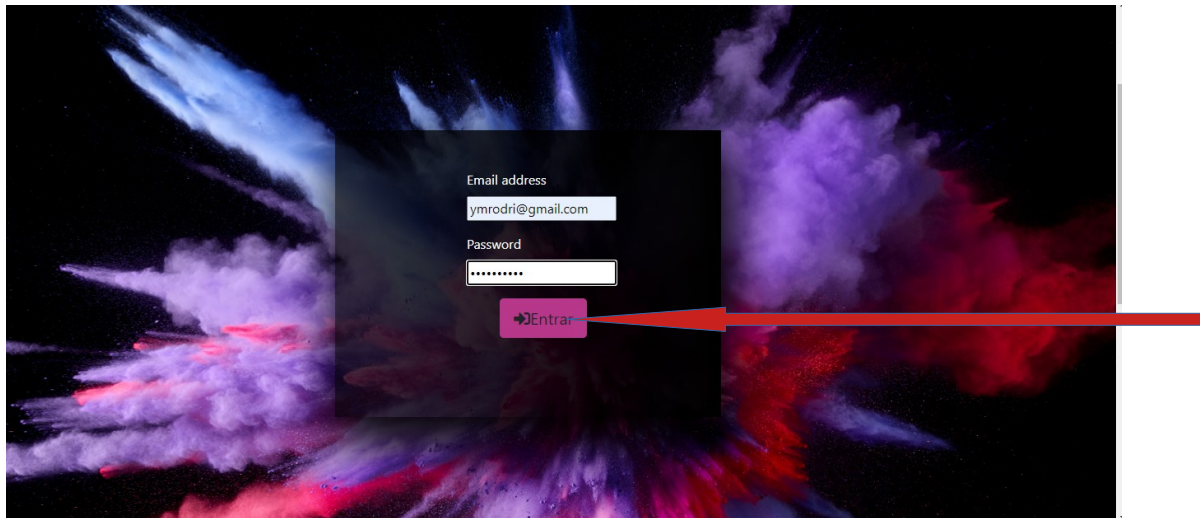 Email address
ymrodri@gmail.com
Password
••••••••••
Entrar